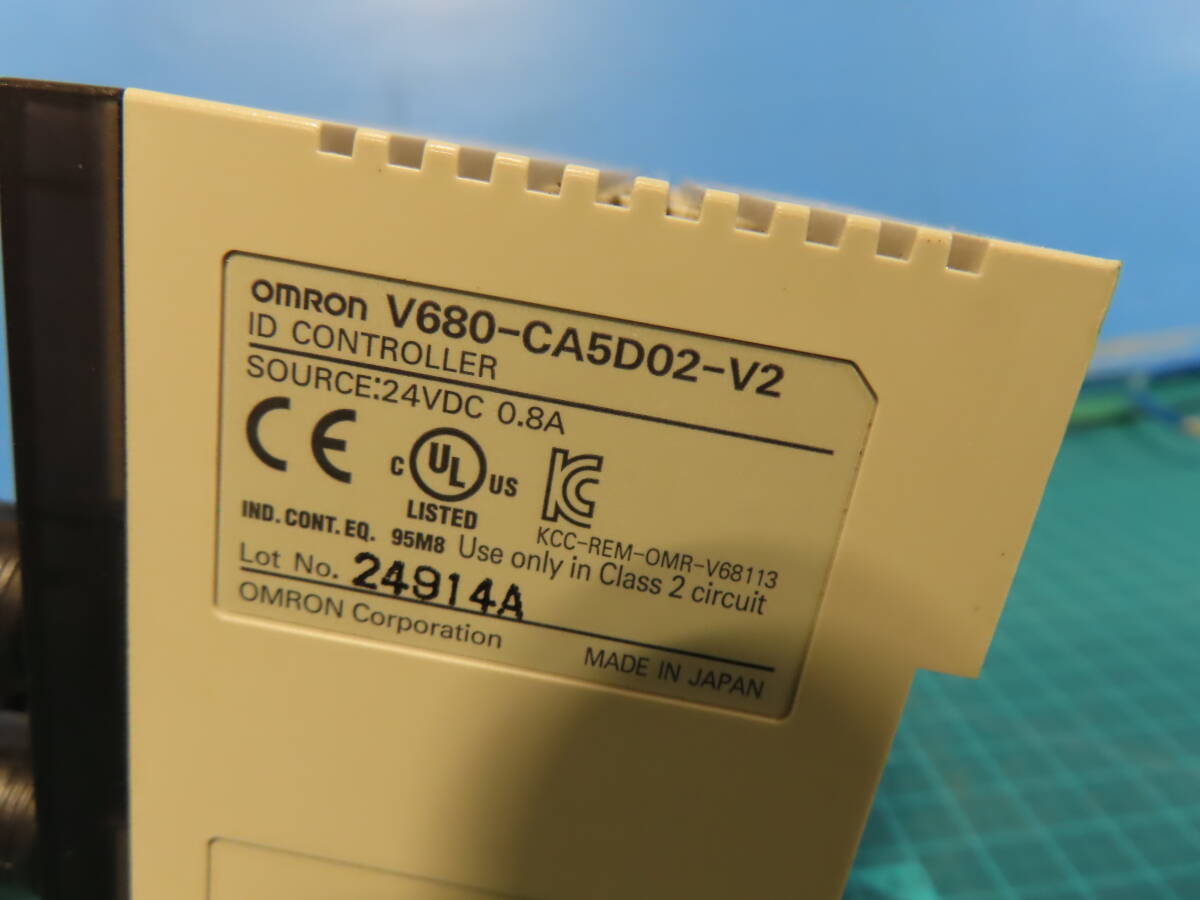 OMRON V680-CA5D02-V2
ID CONTROLLER
SOURCE:24VDC 0.8A
CE C UL US LISTED KC
IND. CONT. EQ. 95M8
KCC-REM-OMR-V68113
Use only in Class 2 circuit
Lot No. 24914A
OMRON Corporation
MADE IN JAPAN